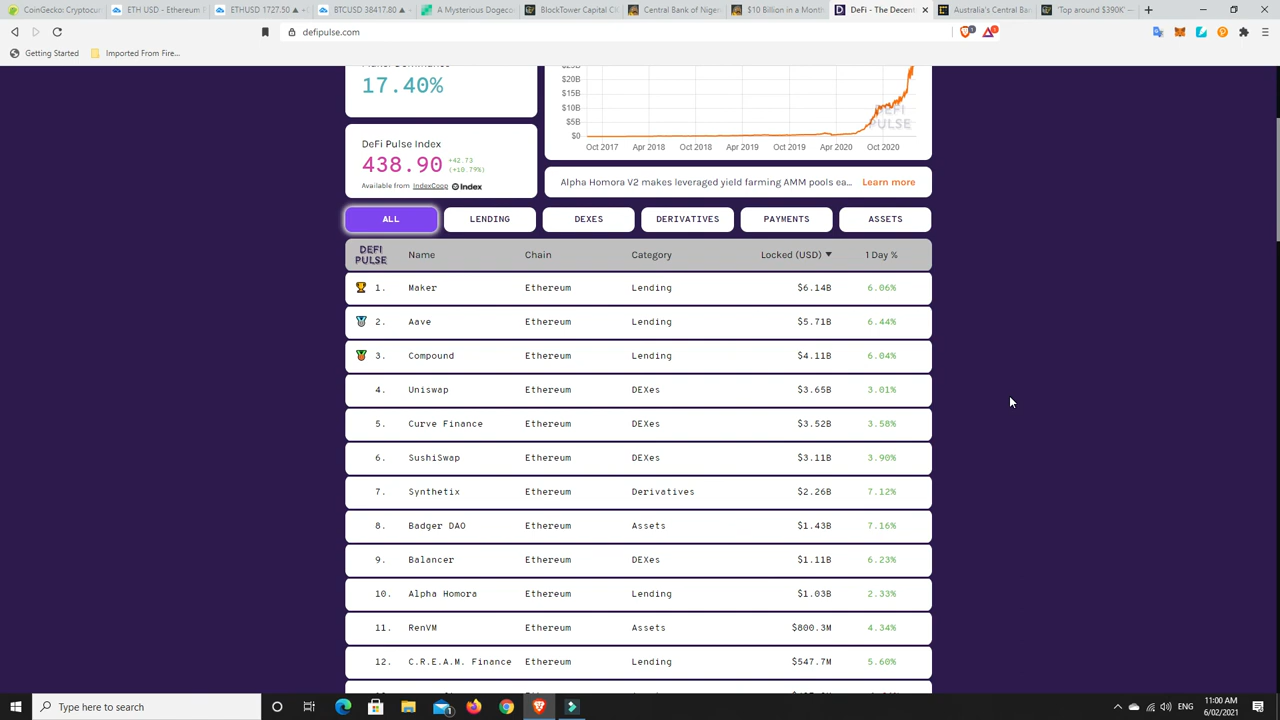 CoinGecko: Cryptocur
ETH USD - Ethereum
ETHUSD 1727.50 ▲
BTCUSD 38417.80 ▲
A Mysterious Dogeco
BlockTower Capital Cl
Central Bank of Niger
$10 Billion in a Month
DeFi - The Decent
Australia's Central Ban
'Top around $390K'
defipulse.com
Getting Started
Imported From Fire...
17.40%
$20B
$15B
$10B
$5B
$0
Oct 2017
Apr 2018
Oct 2018
Apr 2019
Oct 2019
Apr 2020
Oct 2020
DEFI
PULSE
DeFi Pulse Index
438.90 +42.73
(+10.79%)
Available from IndexCoop Index
Alpha Homora V2 makes leveraged yield farming AMM pools ea... Learn more
ALL LENDING DEXES DERIVATIVES PAYMENTS ASSETS
DEFI
PULSE
Name Chain Category Locked (USD) ▼ 1 Day %
1. Maker Ethereum Lending $6.14B 6.06%
2. Aave Ethereum Lending $5.71B 6.44%
3. Compound Ethereum Lending $4.11B 6.04%
4. Uniswap Ethereum DEXes $3.65B 3.01%
5. Curve Finance Ethereum DEXes $3.52B 3.58%
6. SushiSwap Ethereum DEXes $3.11B 3.90%
7. Synthetix Ethereum Derivatives $2.26B 7.12%
8. Badger DAO Ethereum Assets $1.43B 7.16%
9. Balancer Ethereum DEXes $1.11B 6.23%
10. Alpha Homora Ethereum Lending $1.03B 2.33%
11. RenVM Ethereum Assets $800.3M 4.34%
12. C.R.E.A.M. Finance Ethereum Lending $547.7M 5.60%
Type here to search
ENG
11:00 AM
6/02/2021